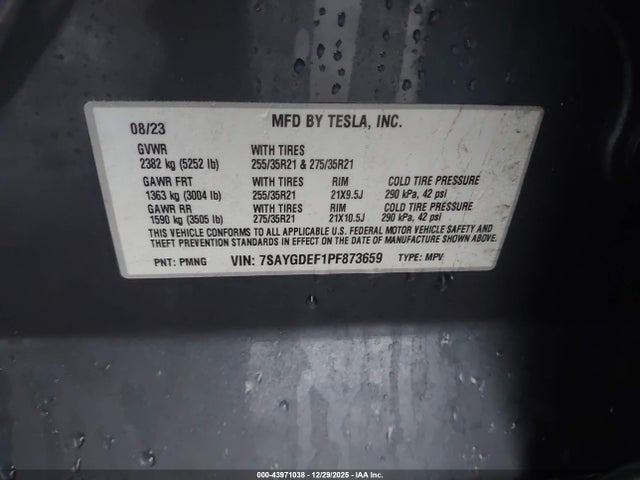 08/23 MFD BY TESLA, INC.
GVWR WITH TIRES
2382 kg (5252 lb) 255/35R21 & 275/35R21
GAWR FRT WITH TIRES RIM COLD TIRE PRESSURE
1363 kg (3004 lb) 255/35R21 21X9.5J 290 kPa, 42 psi
GAWR RR WITH TIRES RIM COLD TIRE PRESSURE
1590 kg (3505 lb) 275/35R21 21X10.5J 290 kPa, 42 psi
THIS VEHICLE CONFORMS TO ALL APPLICABLE U.S. FEDERAL MOTOR VEHICLE SAFETY AND
THEFT PREVENTION STANDARDS IN EFFECT ON THE DATE OF MANUFACTURE SHOWN ABOVE.
PNT: PMNG VIN: 7SAYGDEF1PF873659 TYPE: MPV
000-43971038 - 12/29/2025 - IAA Inc.